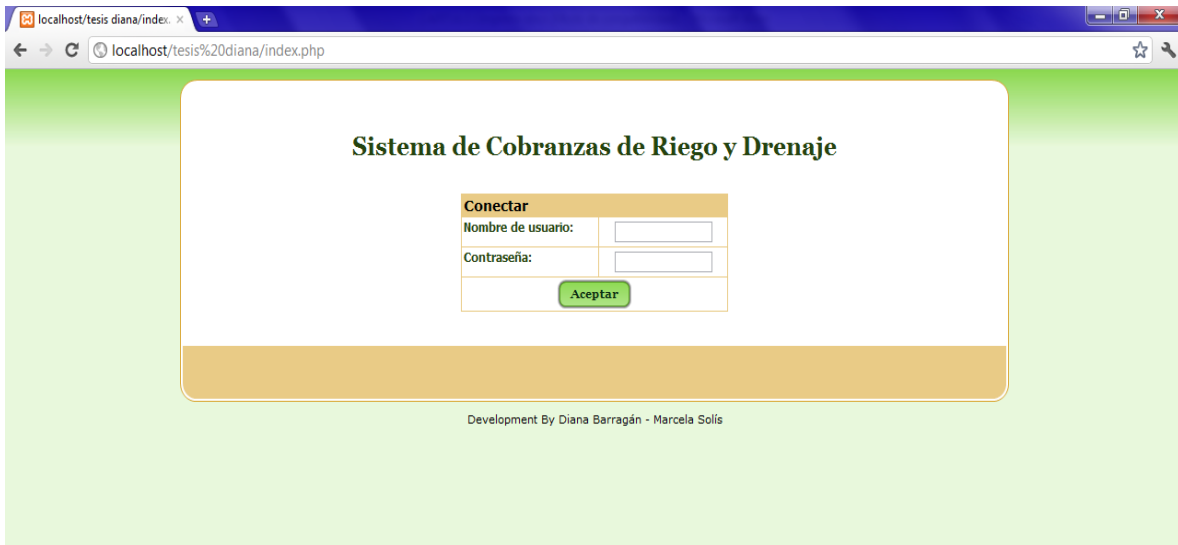 localhost/tesis diana/index.
localhost/tesis%20diana/index.php
Sistema de Cobranzas de Riego y Drenaje
Conectar
Nombre de usuario:
Contraseña:
Aceptar
Development By Diana Barragán - Marcela Solís